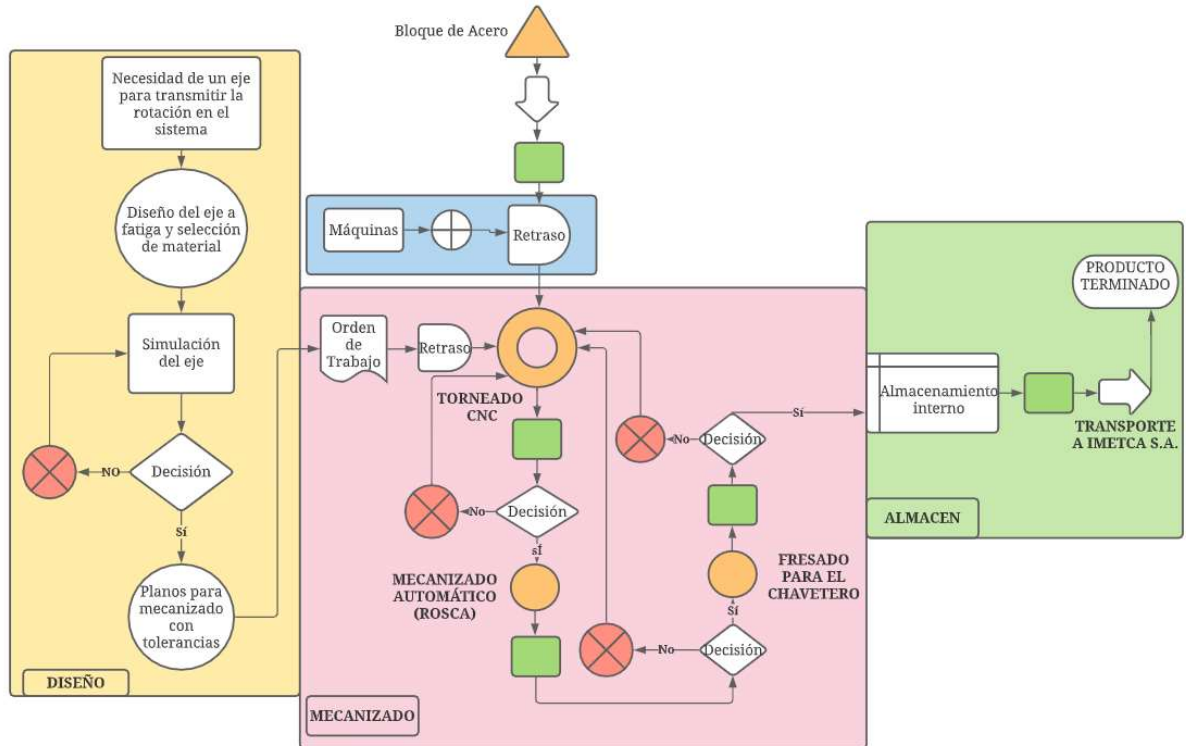 Bloque de Acero
Necesidad de un eje
para transmitir la
rotación en el
sistema
Diseño del eje a
fatiga y selección
de material
Simulación
del eje
NO
Decisión
Sí
Planos para
mecanizado
con
tolerancias
DISEÑO
Máquinas
Retraso
Orden
de
Trabajo
Retraso
TORNEADO
CNC
No
Decisión
sÍ
MECANIZADO
AUTOMÁTICO
(ROSCA)
No
Decisión
Sí
FRESADO
PARA EL
CHAVETERO
No
Decisión
Sí
MECANIZADO
Almacenamiento
interno
TRANSPORTE
A IMETCA S.A.
PRODUCTO
TERMINADO
ALMACEN